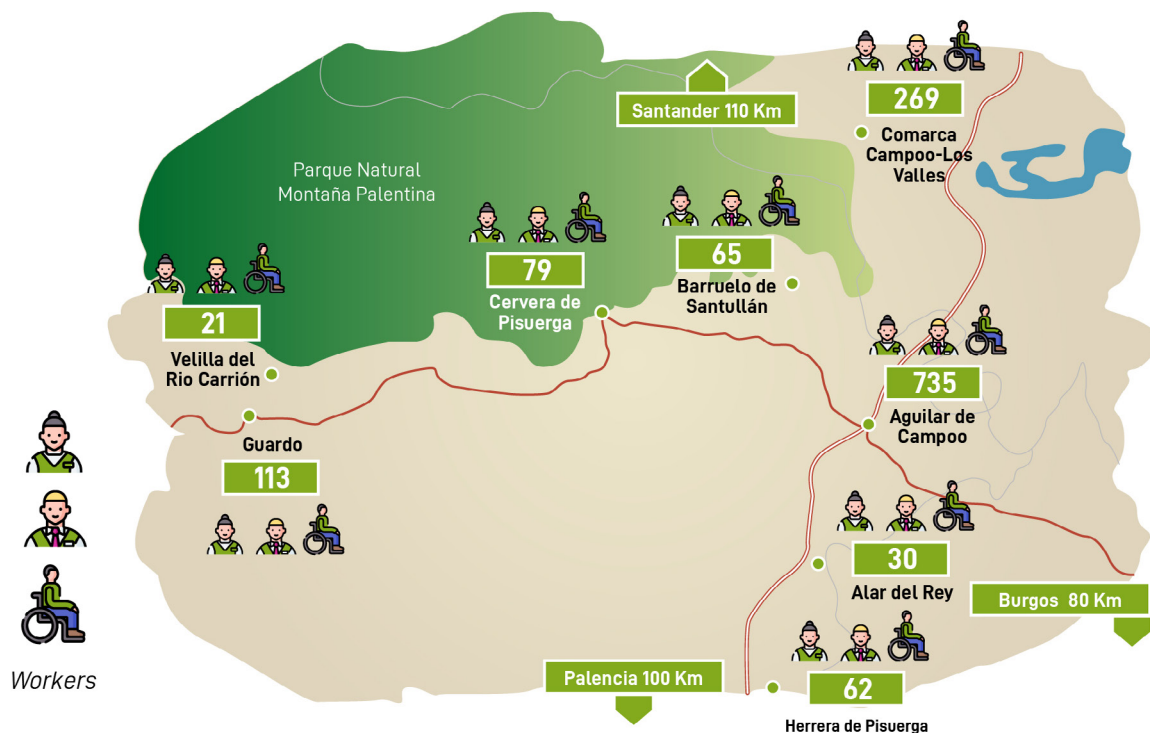 269
Santander 110 Km
Comarca
Campoo-Los
Valles
Parque Natural
Montaña Palentina
65
79
Barruelo de
Santullán
Cervera de
Pisuerga
21
Velilla del
Rio Carrión
735
Aguilar de
Campoo
Guardo
113
30
Alar del Rey
Burgos 80 Km
Workers
Palencia 100 Km
62
Herrera de Pisuerga